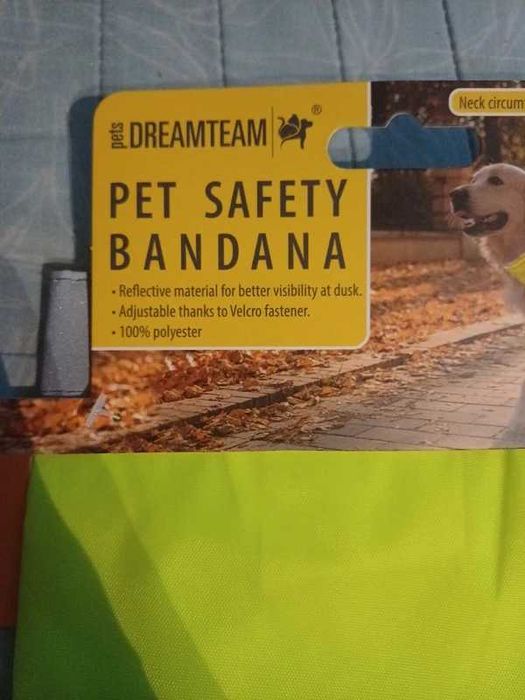 pets DREAMTEAM ®
Neck circum
PET SAFETY
BANDANA
• Reflective material for better visibility at dusk.
• Adjustable thanks to Velcro fastener.
• 100% polyester